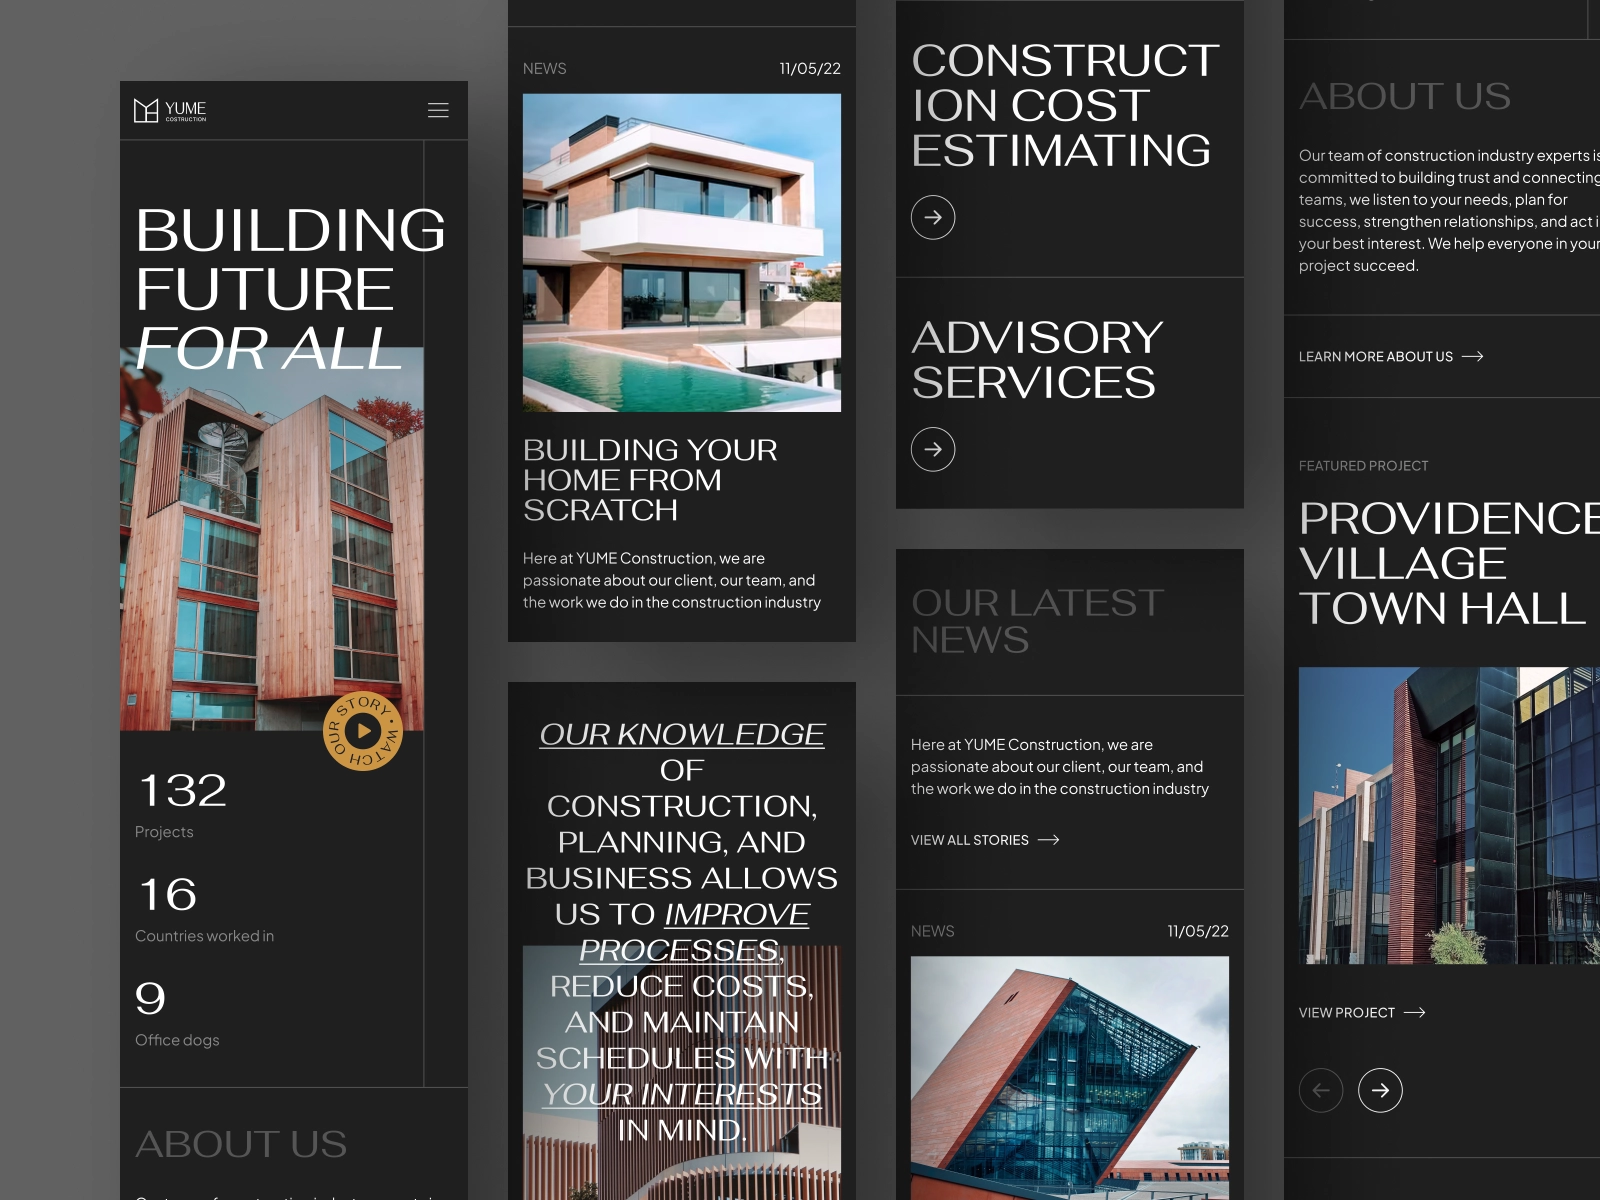 YUME
COSTRUCTION
BUILDING
FUTURE
FOR ALL
WATCH OUR STORY •
132
Projects
16
Countries worked in
9
Office dogs
ABOUT US
NEWS
11/05/22
BUILDING YOUR
HOME FROM
SCRATCH
Here at YUME Construction, we are
passionate about our client, our team, and
the work we do in the construction industry
OUR KNOWLEDGE
OF
CONSTRUCTION,
PLANNING, AND
BUSINESS ALLOWS
US TO IMPROVE
PROCESSES,
REDUCE COSTS,
AND MAINTAIN
SCHEDULES WITH
YOUR INTERESTS
IN MIND.
CONSTRUCT
ION COST
ESTIMATING
ADVISORY
SERVICES
OUR LATEST
NEWS
Here at YUME Construction, we are
passionate about our client, our team, and
the work we do in the construction industry
VIEW ALL STORIES
NEWS
11/05/22
ABOUT US
Our team of construction industry experts is
committed to building trust and connecting
teams, we listen to your needs, plan for
success, strengthen relationships, and act i
your best interest. We help everyone in your
project succeed.
LEARN MORE ABOUT US
FEATURED PROJECT
PROVIDENCE
VILLAGE
TOWN HALL
VIEW PROJECT